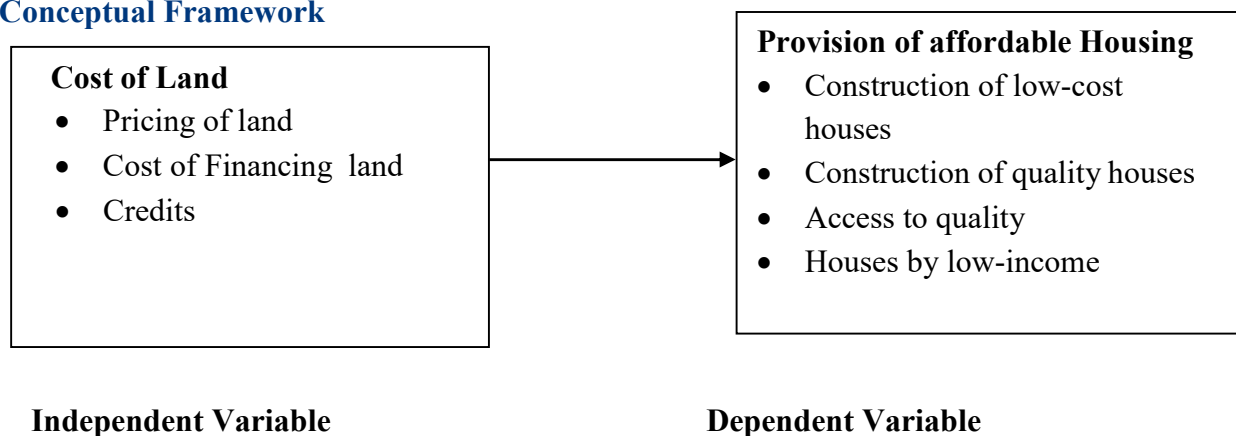 Conceptual Framework
Cost of Land
• Pricing of land
• Cost of Financing land
• Credits
Provision of affordable Housing
• Construction of low-cost
houses
• Construction of quality houses
• Access to quality
• Houses by low-income
Independent Variable
Dependent Variable